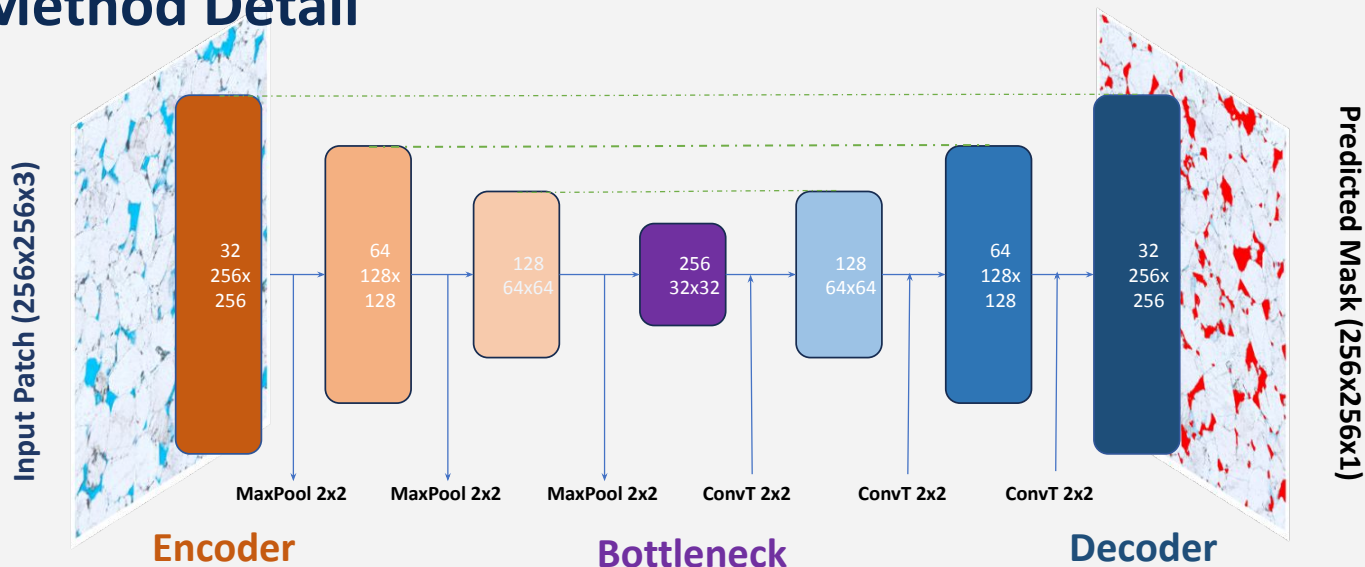 Method Detail
Input Patch (256x256x3)
32
256x
256
64
128x
128
128
64x64
256
32x32
128
64x64
64
128x
128
32
256x
256
Predicted Mask (256x256x1)
MaxPool 2x2
MaxPool 2x2
MaxPool 2x2
ConvT 2x2
ConvT 2x2
ConvT 2x2
Encoder
Bottleneck
Decoder